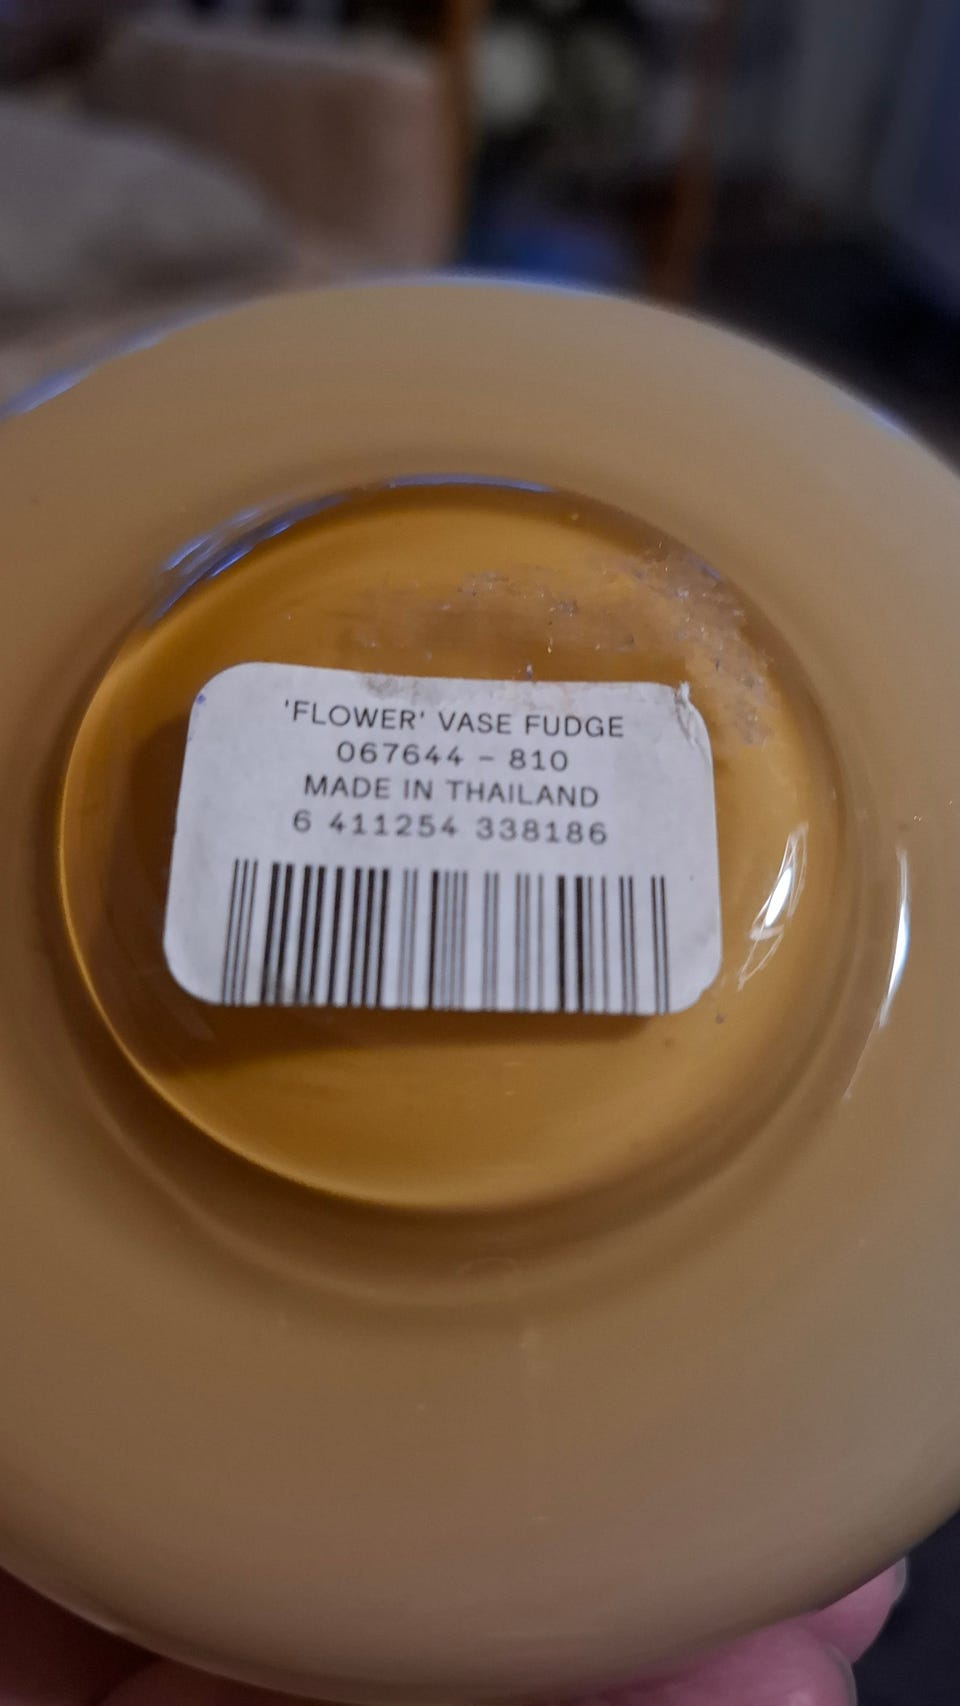 'FLOWER' VASE FUDGE
067644 - 810
MADE IN THAILAND
6 411254 338186